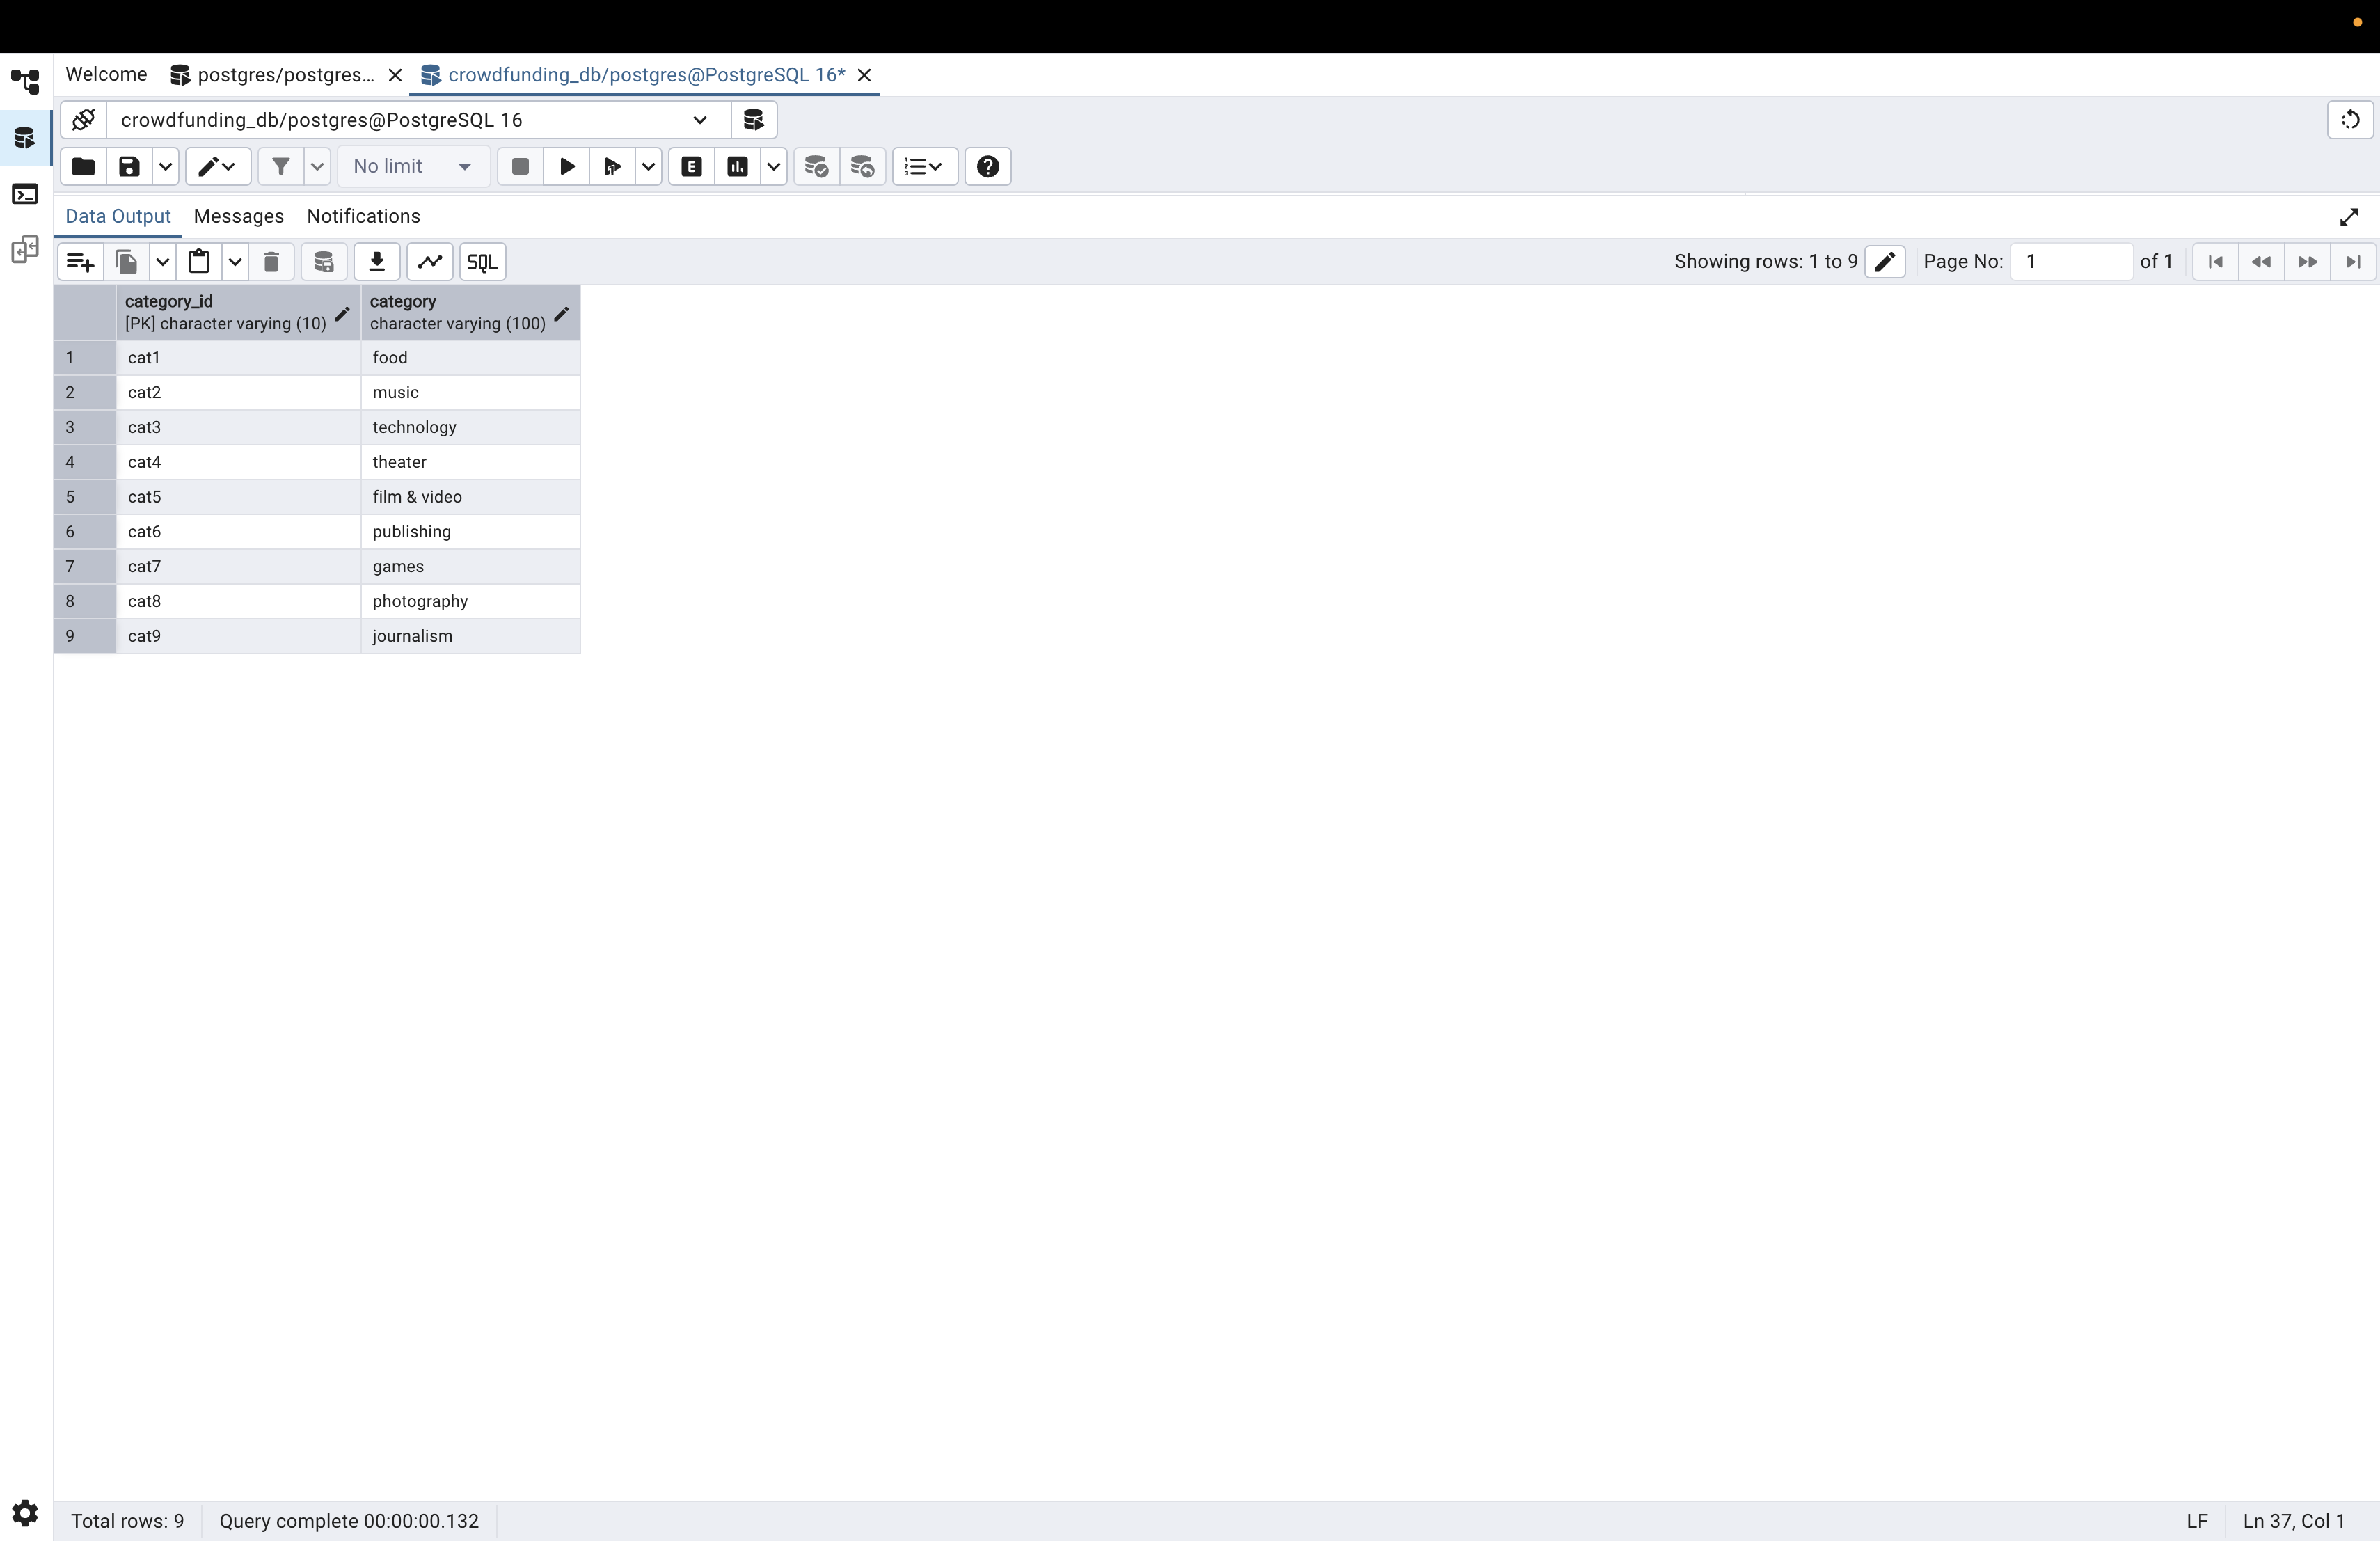 Welcome postgres/postgres... crowdfunding_db/postgres@PostgreSQL 16*
crowdfunding_db/postgres@PostgreSQL 16
No limit E
Data Output Messages Notifications
SQL Showing rows: 1 to 9 Page No: 1 of 1
category_id category
[PK] character varying (10) character varying (100)
1 cat1 food
2 cat2 music
3 cat3 technology
4 cat4 theater
5 cat5 film & video
6 cat6 publishing
7 cat7 games
8 cat8 photography
9 cat9 journalism
Total rows: 9 Query complete 00:00:00.132 LF Ln 37, Col 1